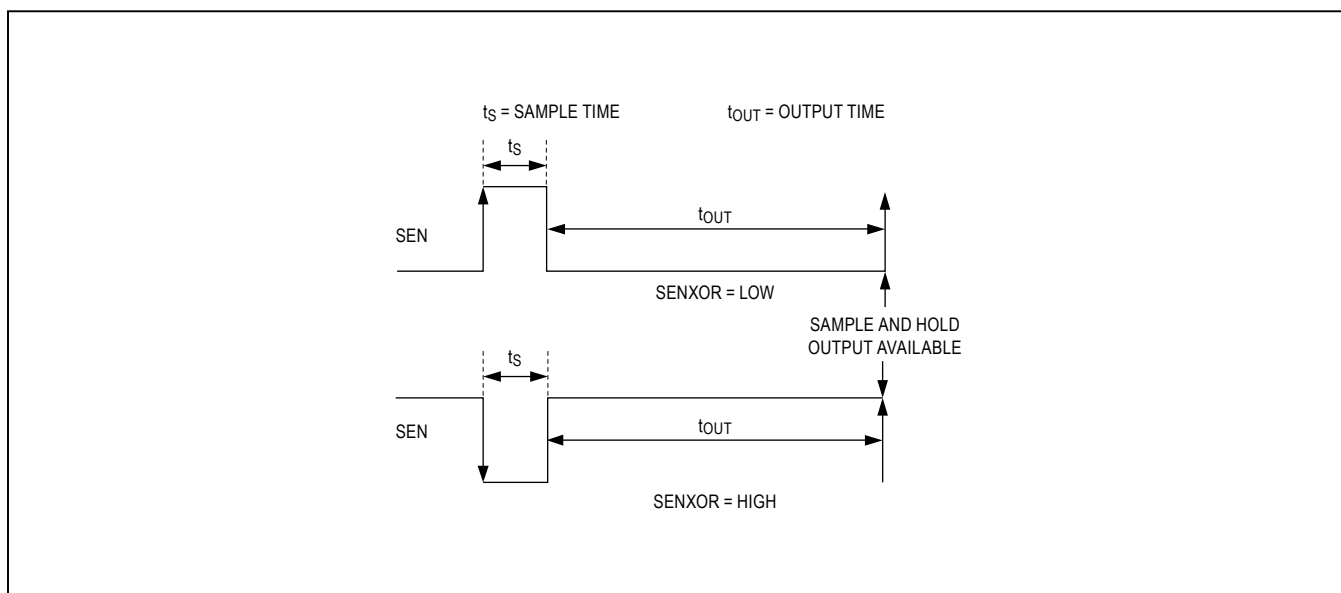 tS = SAMPLE TIME
tOUT = OUTPUT TIME
tS
SEN
tOUT
SENXOR = LOW
SAMPLE AND HOLD
OUTPUT AVAILABLE
tS
SEN
tOUT
SENXOR = HIGH